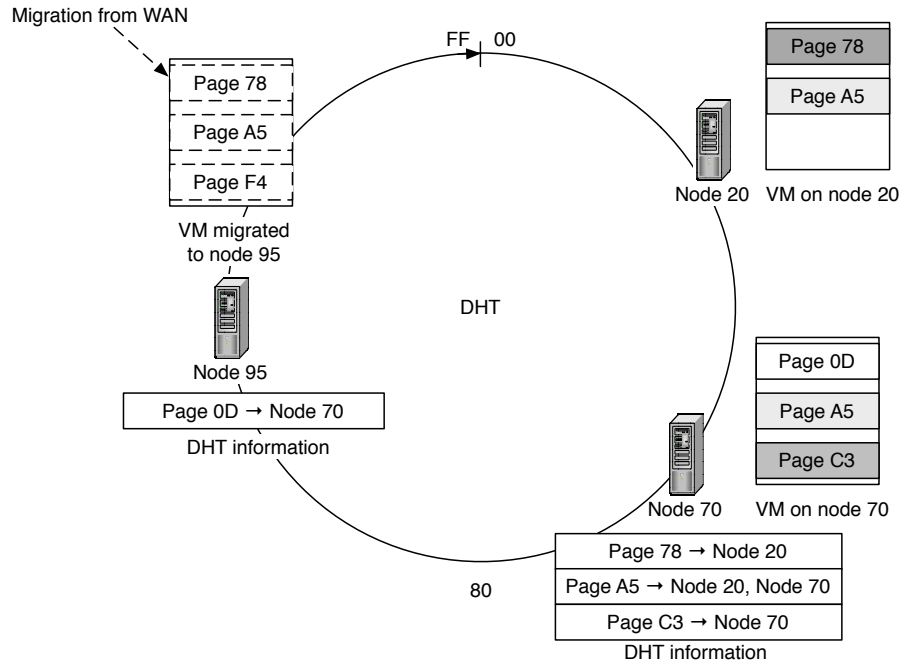 Migration from WAN
FF 00
Page 78
Page A5
Page F4
VM migrated
to node 95
Page 78
Page A5
Node 20
VM on node 20
DHT
Node 95
Page 0D → Node 70
DHT information
Page 0D
Page A5
Page C3
Node 70
VM on node 70
80
Page 78 → Node 20
Page A5 → Node 20, Node 70
Page C3 → Node 70
DHT information